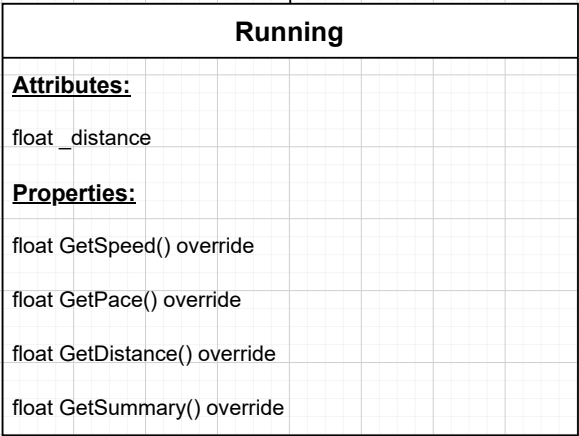 Running
Attributes:
float _distance
Properties:
float GetSpeed() override
float GetPace() override
float GetDistance() override
float GetSummary() override